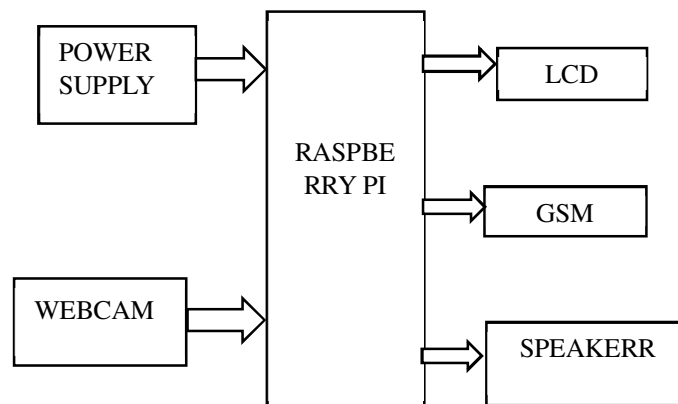 POWER
SUPPLY
LCD
RASPBE
RRY PI
GSM
WEBCAM
SPEAKERR